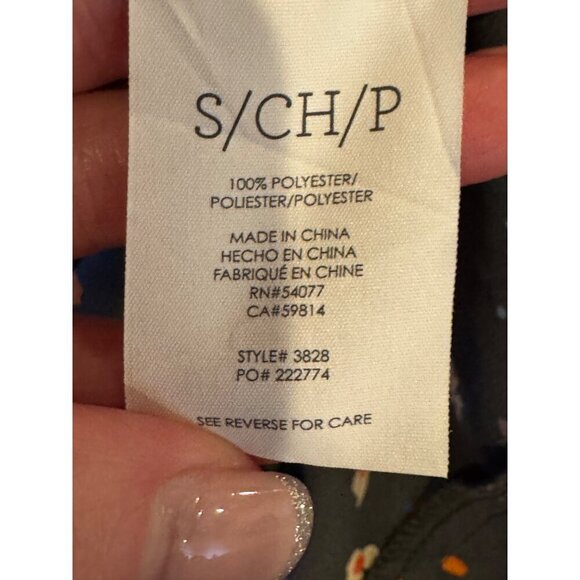 S/CH/P
100% POLYESTER/
POLIESTER/POLYESTER
MADE IN CHINA
HECHO EN CHINA
FABRIQUÉ EN CHINE
RN#54077
CA#59814
STYLE# 3828
PO# 222774
SEE REVERSE FOR CARE